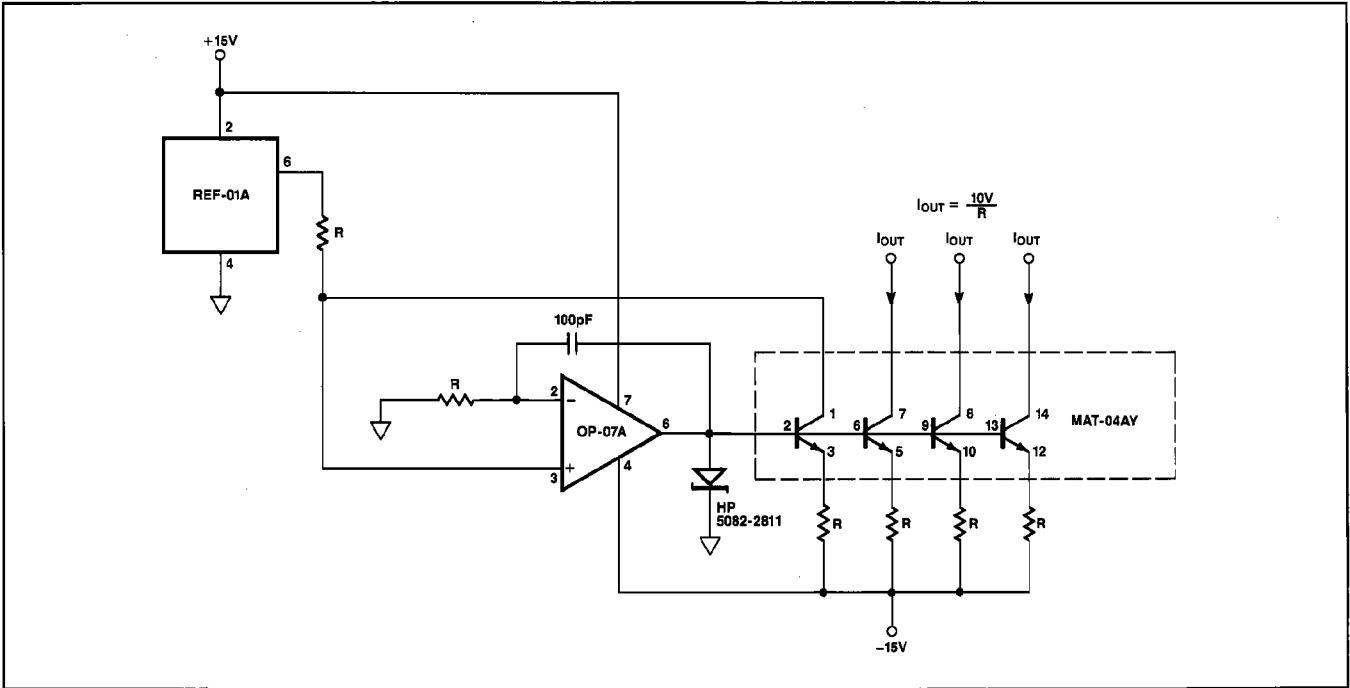 +15V
2
6
REF-01A
R
4
I_OUT = 10V
R
I_OUT I_OUT I_OUT
100pF
R
2
7
−
OP-07A
6
+
3
4
HP
5082-2811
2
1
3
6
7
5
9
8
10
13
14
12
MAT-04AY
R R R R
−15V